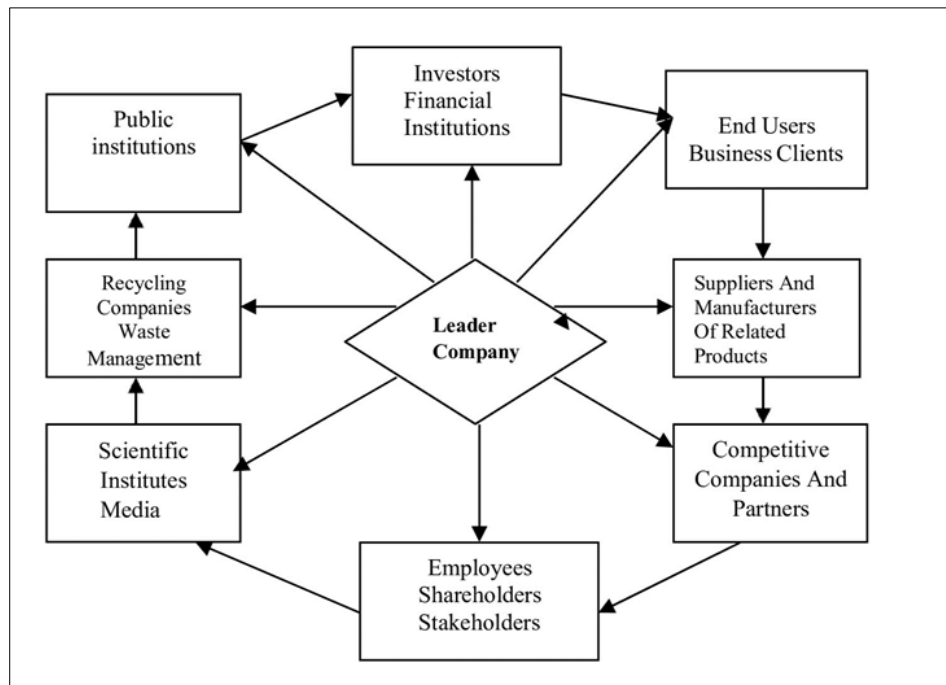 Investors
Financial
Institutions
Public
institutions
End Users
Business Clients
Recycling
Companies
Waste
Management
Leader
Company
Suppliers And
Manufacturers
Of Related
Products
Scientific
Institutes
Media
Competitive
Companies And
Partners
Employees
Shareholders
Stakeholders